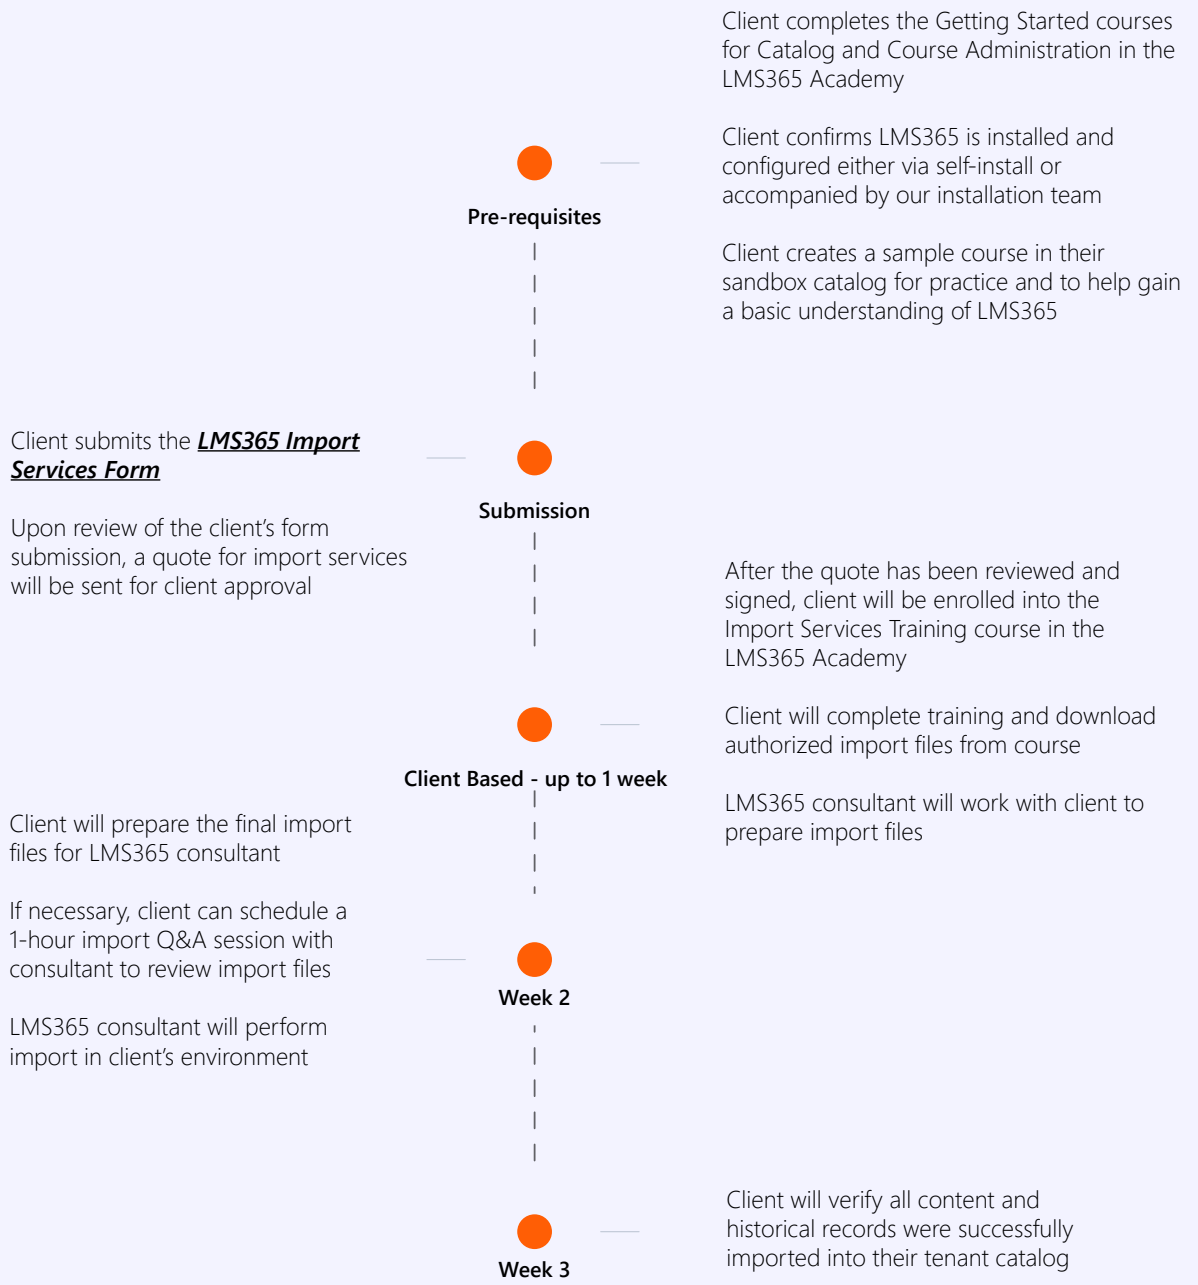 Client completes the Getting Started courses
for Catalog and Course Administration in the
LMS365 Academy
Client confirms LMS365 is installed and
configured either via self-install or
accompanied by our installation team
Client creates a sample course in their
sandbox catalog for practice and to help gain
a basic understanding of LMS365
Pre-requisites
Client submits the LMS365 Import
Services Form
Upon review of the client's form
submission, a quote for import services
will be sent for client approval
Submission
After the quote has been reviewed and
signed, client will be enrolled into the
Import Services Training course in the
LMS365 Academy
Client will complete training and download
authorized import files from course
LMS365 consultant will work with client to
prepare import files
Client Based - up to 1 week
Client will prepare the final import
files for LMS365 consultant
If necessary, client can schedule a
1-hour import Q&A session with
consultant to review import files
LMS365 consultant will perform
import in client's environment
Week 2
Client will verify all content and
historical records were successfully
imported into their tenant catalog
Week 3